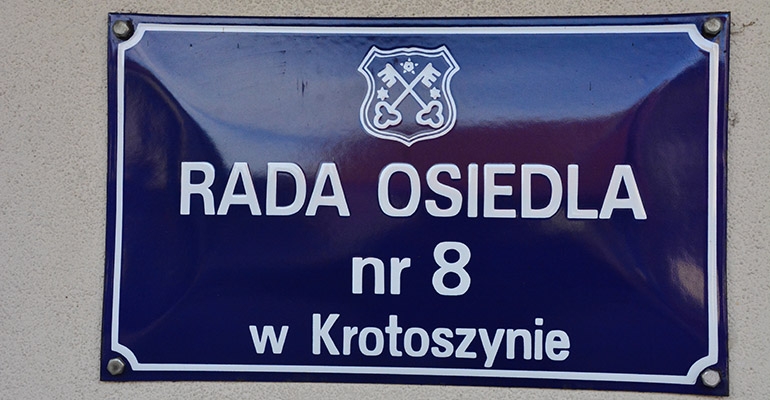 RADA OSIEDLA
nr 8
w Krotoszynie